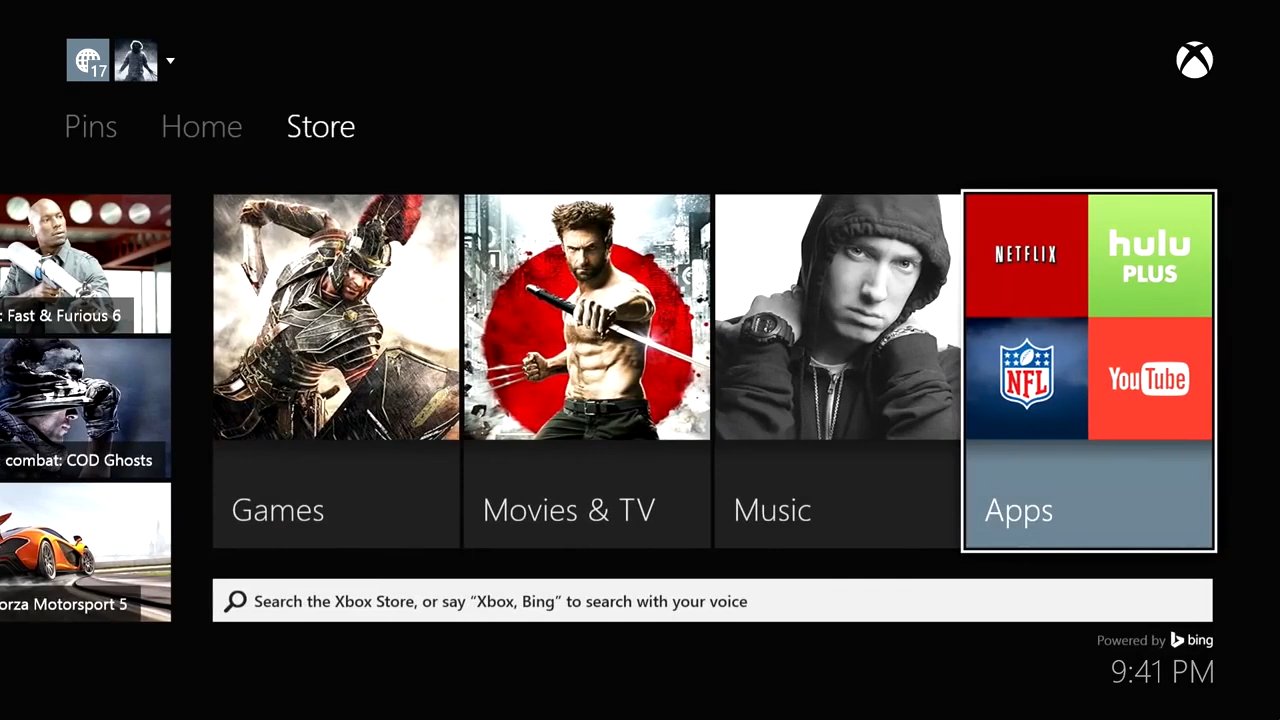 17
Pins Home Store
: Fast & Furious 6
combat: COD Ghosts
orza Motorsport 5
NETFLIX
hulu
PLUS
NFL
YouTube
Games
Movies & TV
Music
Apps
Search the Xbox Store, or say “Xbox, Bing” to search with your voice
Powered by bing
9:41 PM